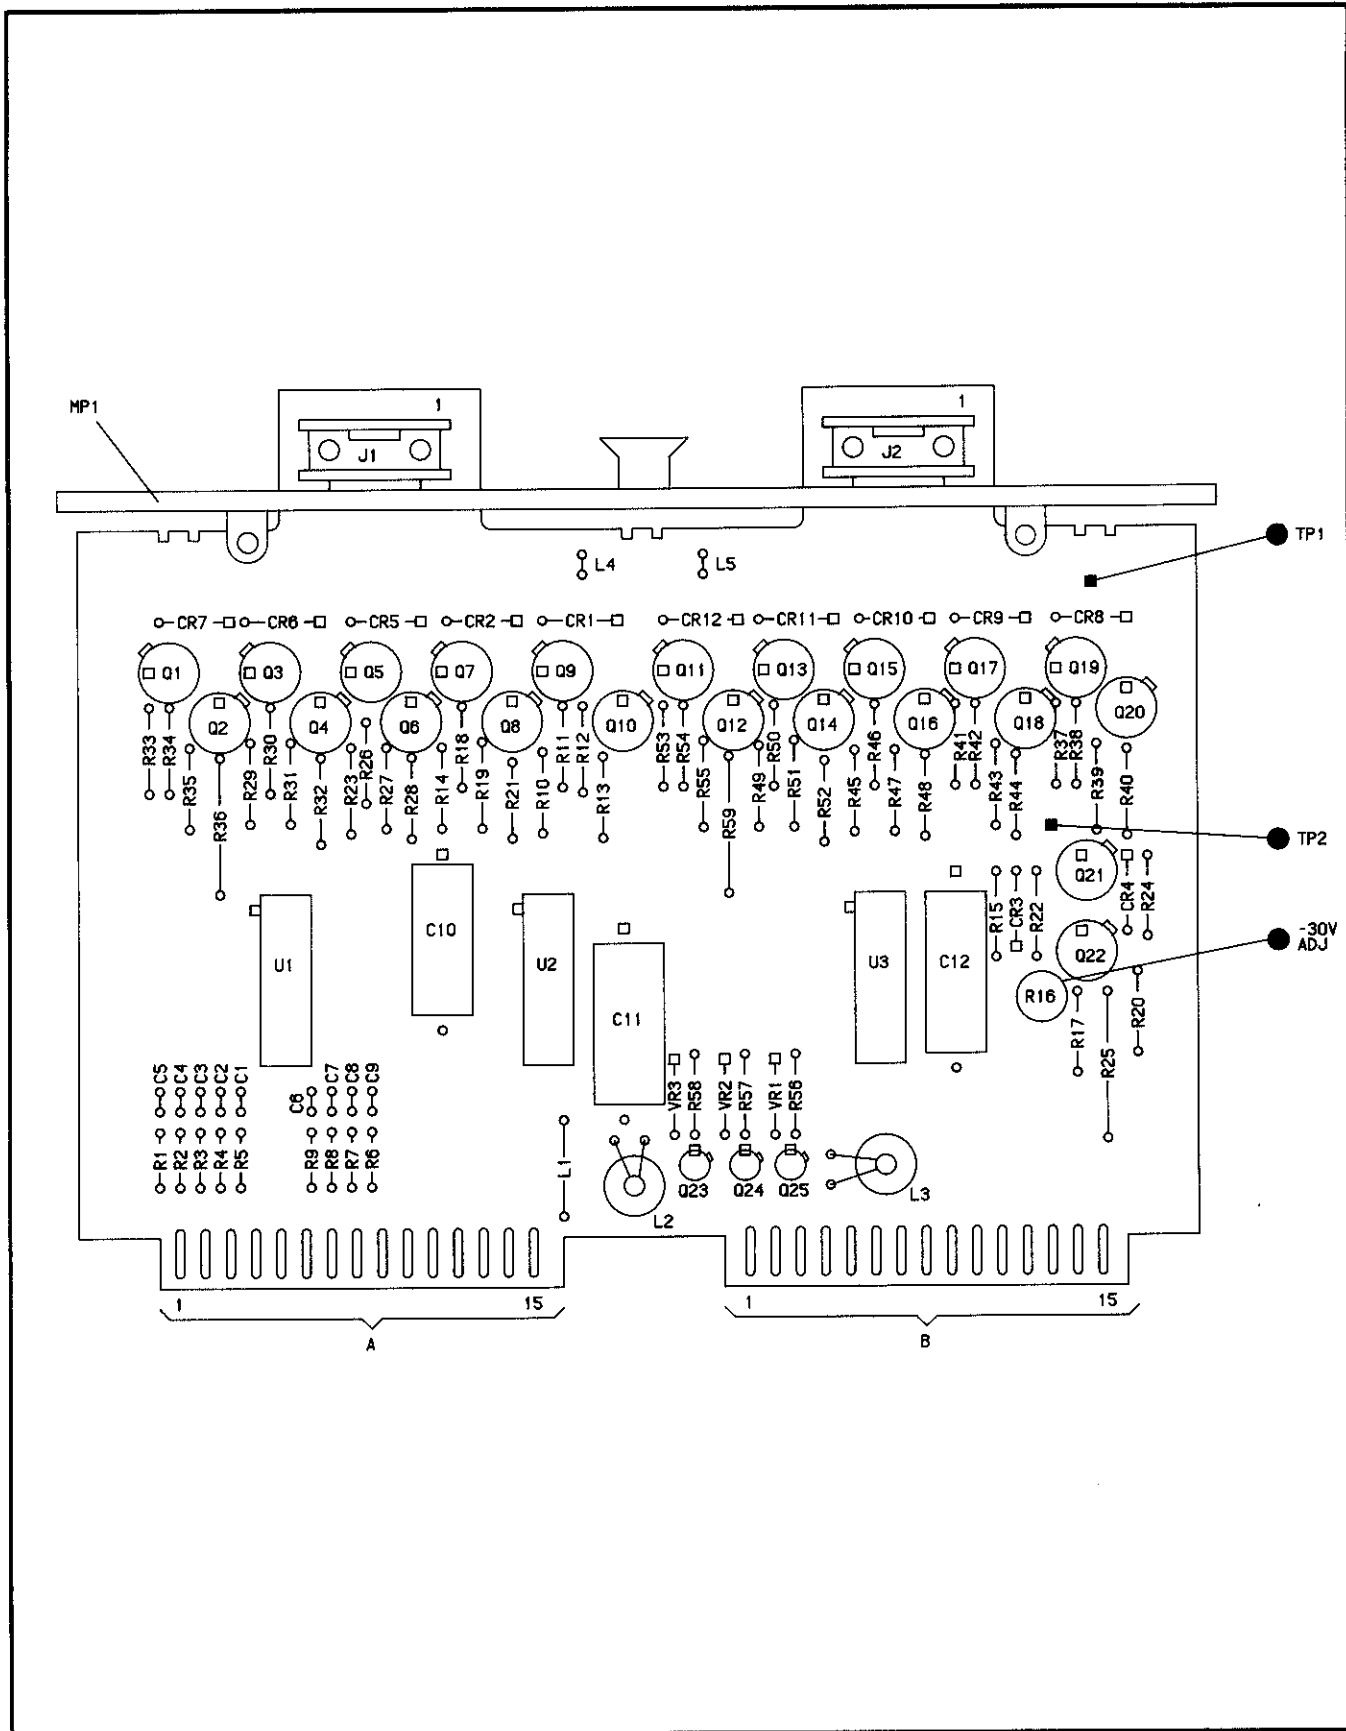 MP1
1
1
J1
J2
TP1
L4
L5
CR7 CR6 CR5 CR2 CR1 CR12 CR11 CR10 CR9 CR8
Q1 Q3 Q5 Q7 Q9 Q11 Q13 Q15 Q17 Q19
Q2 Q4 Q6 Q8 Q10 Q12 Q14 Q16 Q18 Q20
R33 R34 R35 R36 R29 R30 R31 R32 R23 R26 R27 R28 R14 R18 R19 R21 R10 R11 R12 R13 R53 R54 R55 R59 R49 R50 R51 R52 R45 R46 R47 R48 R41 R42 R43 R44 R37 R38 R39 R40
TP2
Q21
CR4 R24
R15 CR3 R22
-30V
ADJ
C10
Q22
U1 U2 U3 C12
R16
C11
R17 R25 R20
C5 C4 C3 C2 C1 C6 C7 C8 C9
VR3 R58 VR2 R57 VR1 R56
R1 R2 R3 R4 R5 R9 R8 R7 R6
L1
Q23 Q24 Q25
L2
L3
1 15
1 15
A
B